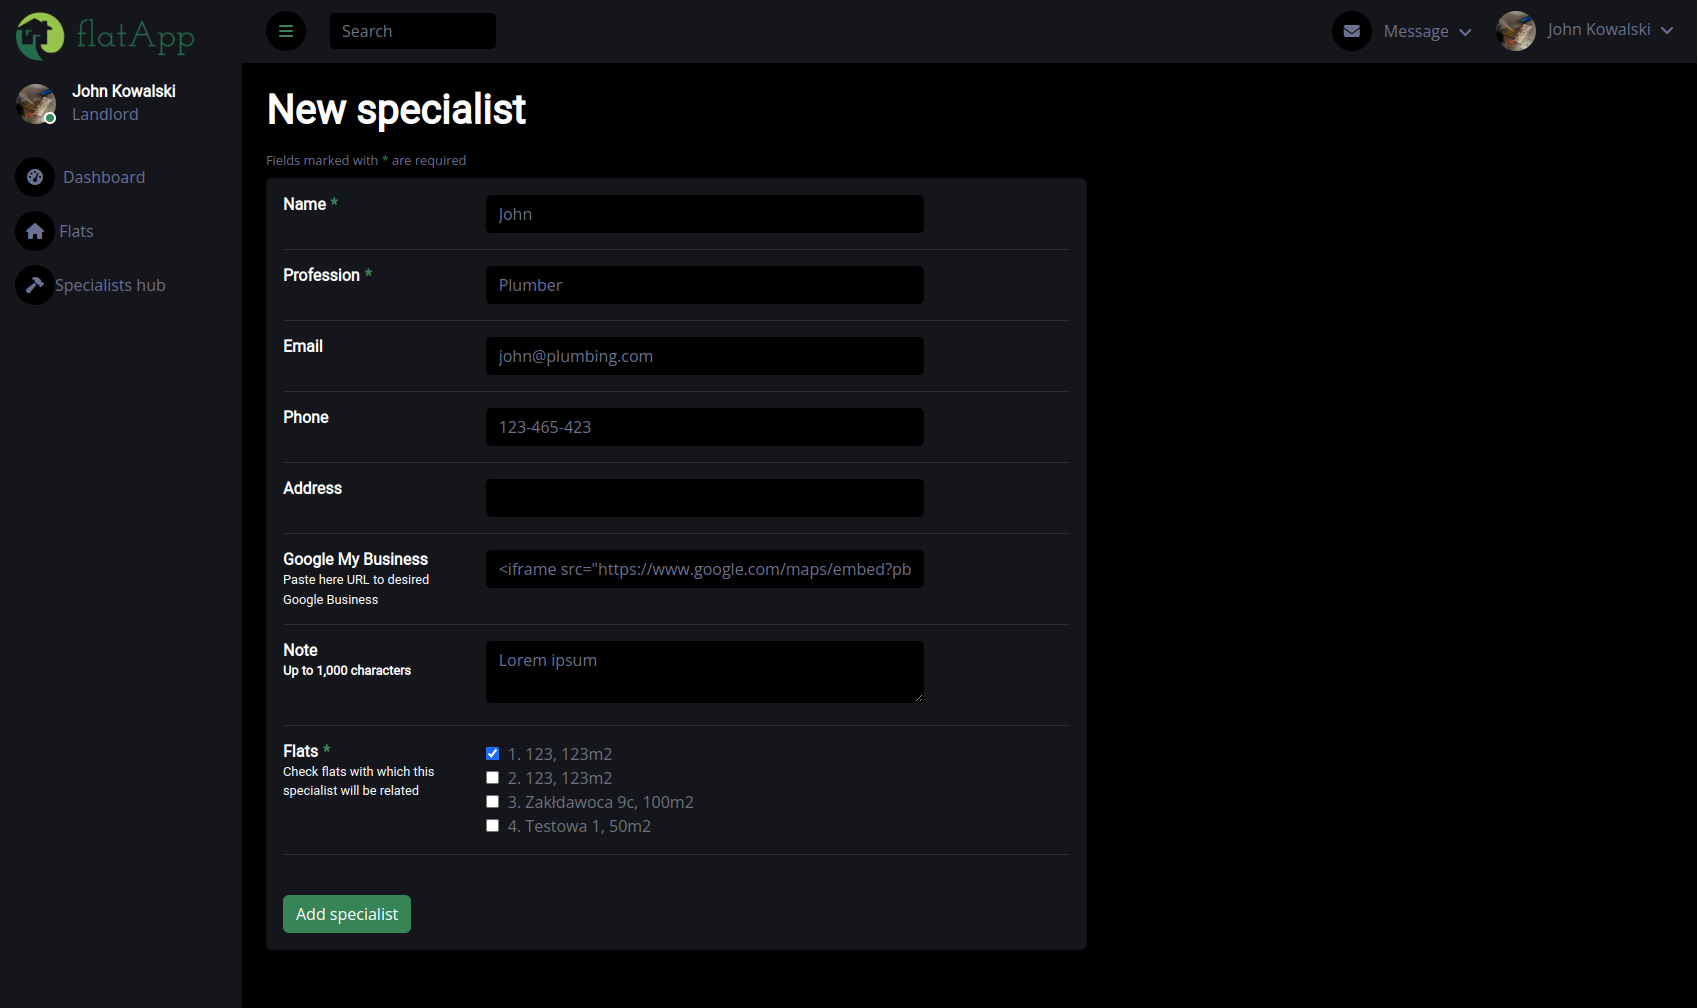 flatApp
Search
Message
John Kowalski
John Kowalski
Landlord
Dashboard
Flats
Specialists hub
New specialist
Fields marked with * are required
Name *
John
Profession *
Plumber
Email
john@plumbing.com
Phone
123-465-423
Address
Google My Business
Paste here URL to desired
Google Business
<iframe src="https://www.google.com/maps/embed?pb
Note
Up to 1,000 characters
Lorem ipsum
Flats *
Check flats with which this
specialist will be related
1. 123, 123m2
2. 123, 123m2
3. Zakłdawoca 9c, 100m2
4. Testowa 1, 50m2
Add specialist